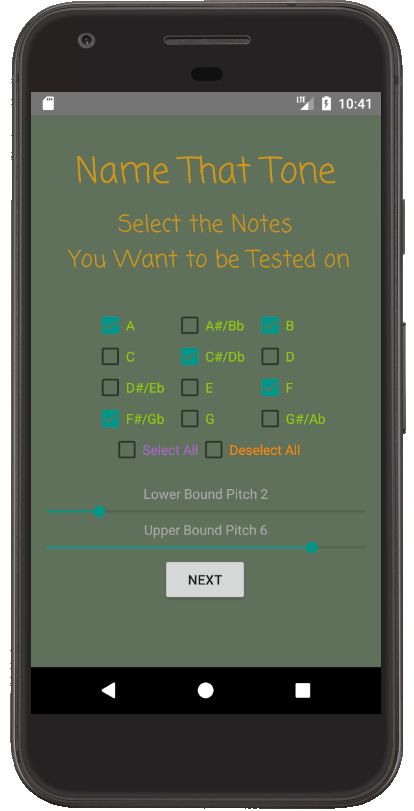 LTE 10:41
Name That Tone
Select the Notes
You Want to be Tested on
A A#/Bb B
C C#/Db D
D#/Eb E F
F#/Gb G G#/Ab
Select All Deselect All
Lower Bound Pitch 2
Upper Bound Pitch 6
NEXT